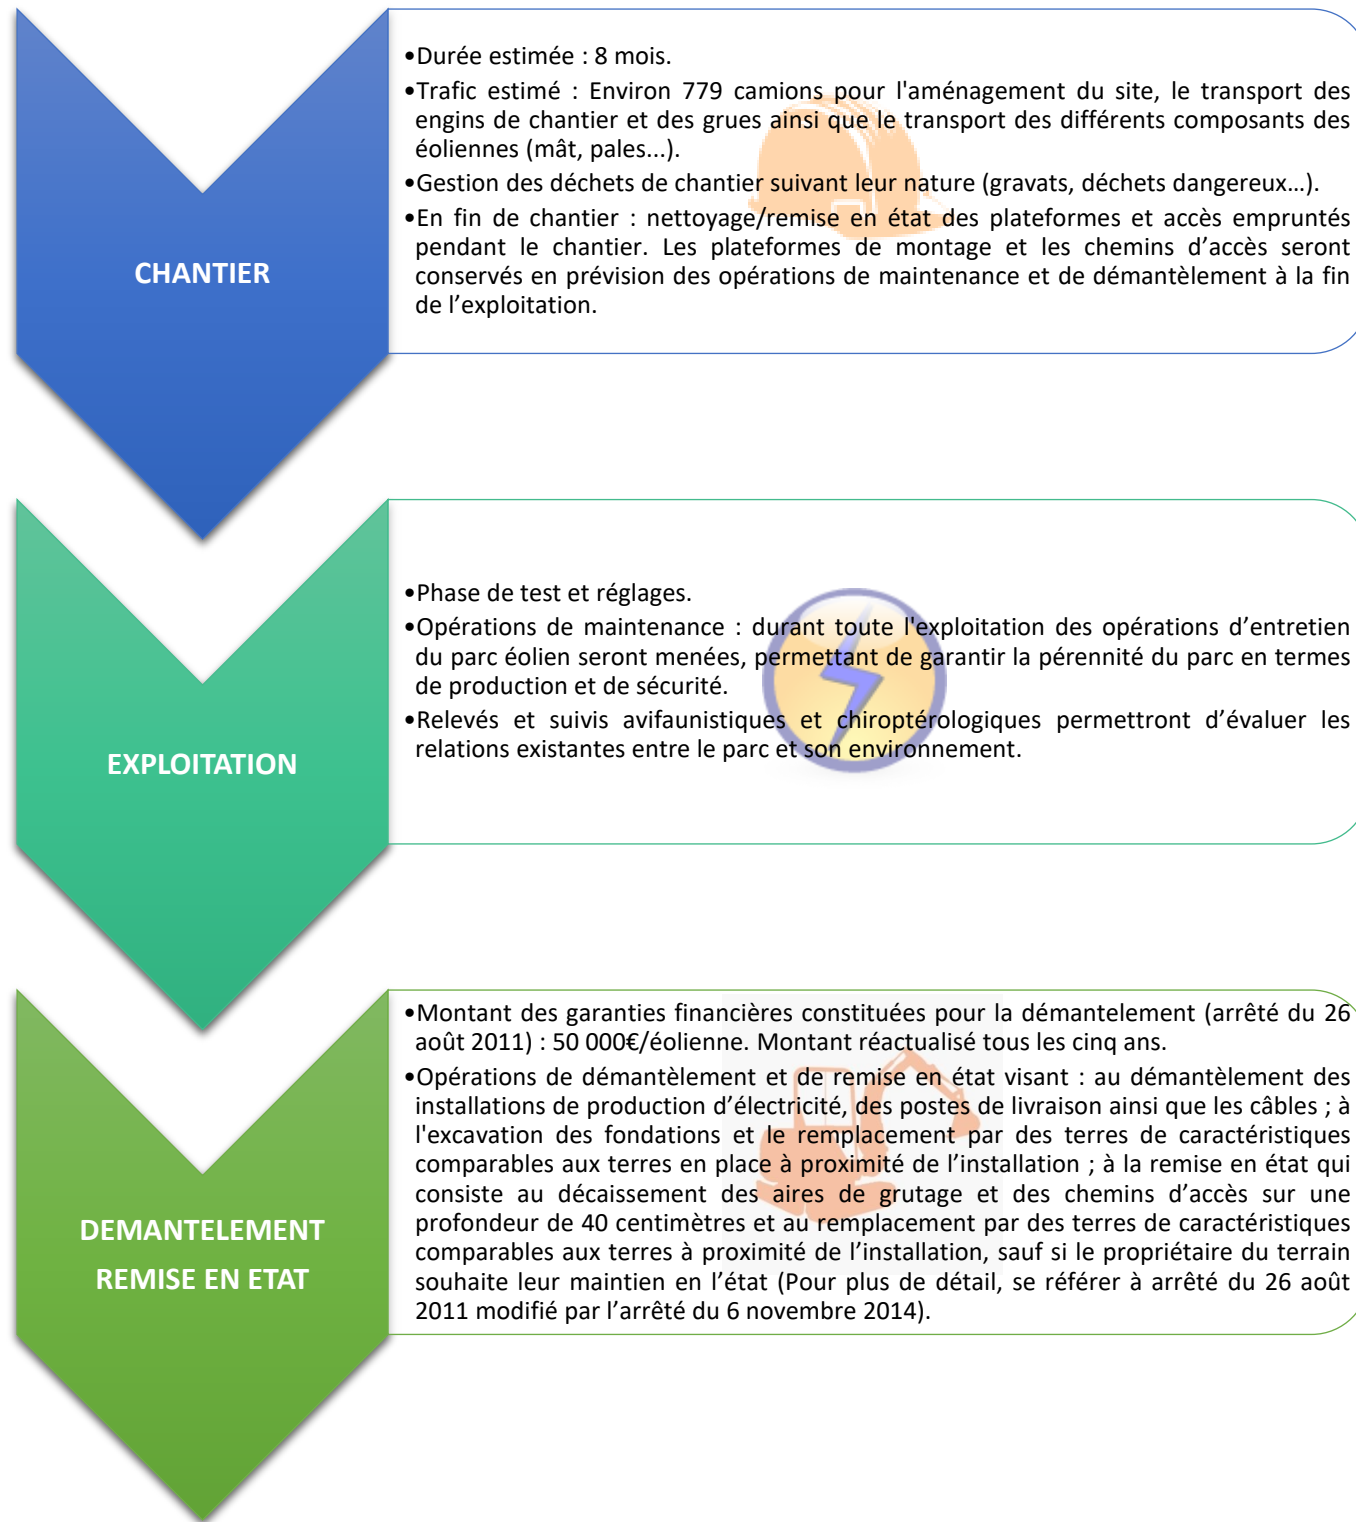 CHANTIER
•Durée estimée : 8 mois.
•Trafic estimé : Environ 779 camions pour l'aménagement du site, le transport des
engins de chantier et des grues ainsi que le transport des différents composants des
éoliennes (mât, pales...).
•Gestion des déchets de chantier suivant leur nature (gravats, déchets dangereux…).
•En fin de chantier : nettoyage/remise en état des plateformes et accès empruntés
pendant le chantier. Les plateformes de montage et les chemins d’accès seront
conservés en prévision des opérations de maintenance et de démantèlement à la fin
de l’exploitation.
EXPLOITATION
•Phase de test et réglages.
•Opérations de maintenance : durant toute l'exploitation des opérations d’entretien
du parc éolien seront menées, permettant de garantir la pérennité du parc en termes
de production et de sécurité.
•Relevés et suivis avifaunistiques et chiroptérologiques permettront d’évaluer les
relations existantes entre le parc et son environnement.
DEMANTELEMENT
REMISE EN ETAT
•Montant des garanties financières constituées pour la démantelement (arrêté du 26
août 2011) : 50 000€/éolienne. Montant réactualisé tous les cinq ans.
•Opérations de démantèlement et de remise en état visant : au démantèlement des
installations de production d’électricité, des postes de livraison ainsi que les câbles ; à
l'excavation des fondations et le remplacement par des terres de caractéristiques
comparables aux terres en place à proximité de l’installation ; à la remise en état qui
consiste au décaissement des aires de grutage et des chemins d’accès sur une
profondeur de 40 centimètres et au remplacement par des terres de caractéristiques
comparables aux terres à proximité de l’installation, sauf si le propriétaire du terrain
souhaite leur maintien en l’état (Pour plus de détail, se référer à arrêté du 26 août
2011 modifié par l’arrêté du 6 novembre 2014).